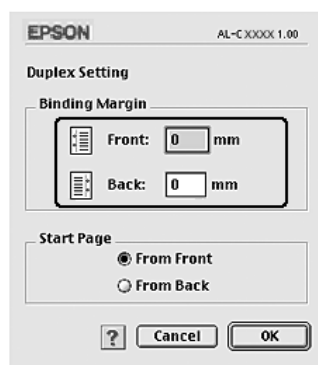 EPSON AL-C XXXX 1.00
Duplex Setting
Binding Margin
Front: 0 mm
Back: 0 mm
Start Page
From Front
From Back
? Cancel OK